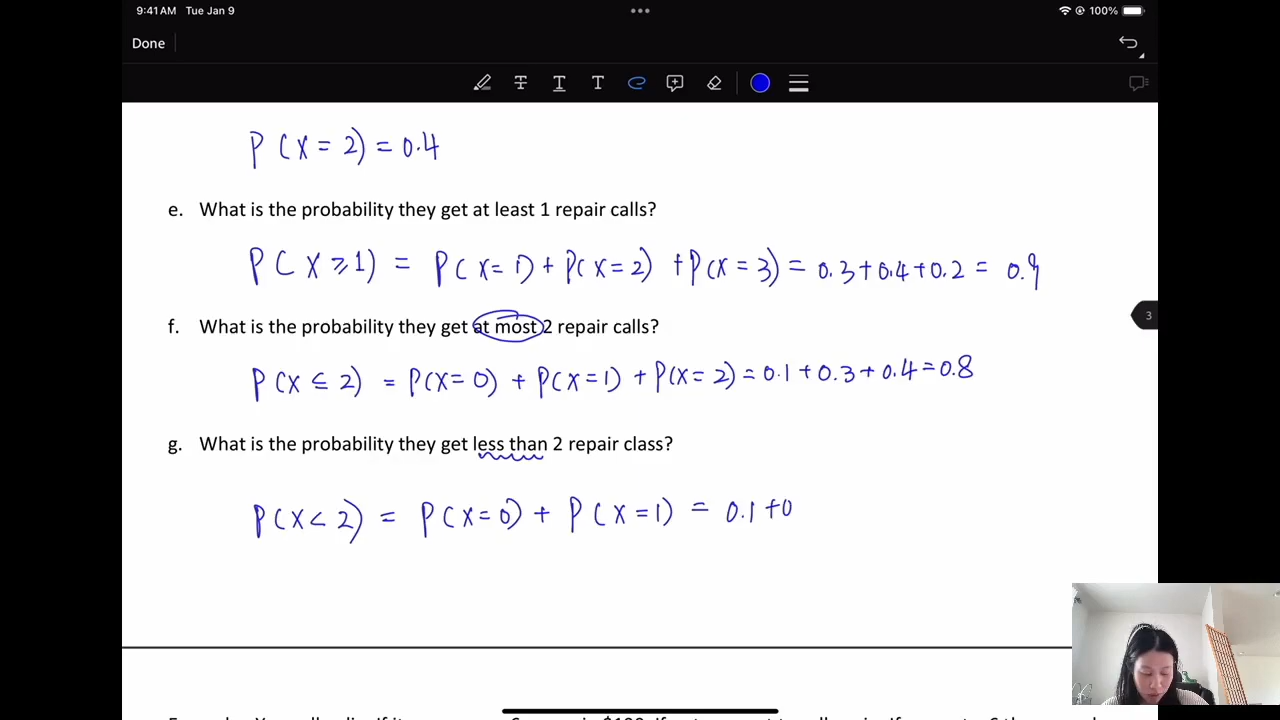 9:41 AM Tue Jan 9
100%
Done
P(X=2)=0.4
e. What is the probability they get at least 1 repair calls?
P(X≥1) = P(X=1)+P(X=2)+P(X=3)=0.3+0.4+0.2=0.9
f. What is the probability they get at most 2 repair calls?
3
P(X≤2) = P(X=0)+P(X=1)+P(X=2)=0.1+0.3+0.4=0.8
g. What is the probability they get less than 2 repair class?
P(X<2) = P(X=0)+P(X=1) = 0.1+0